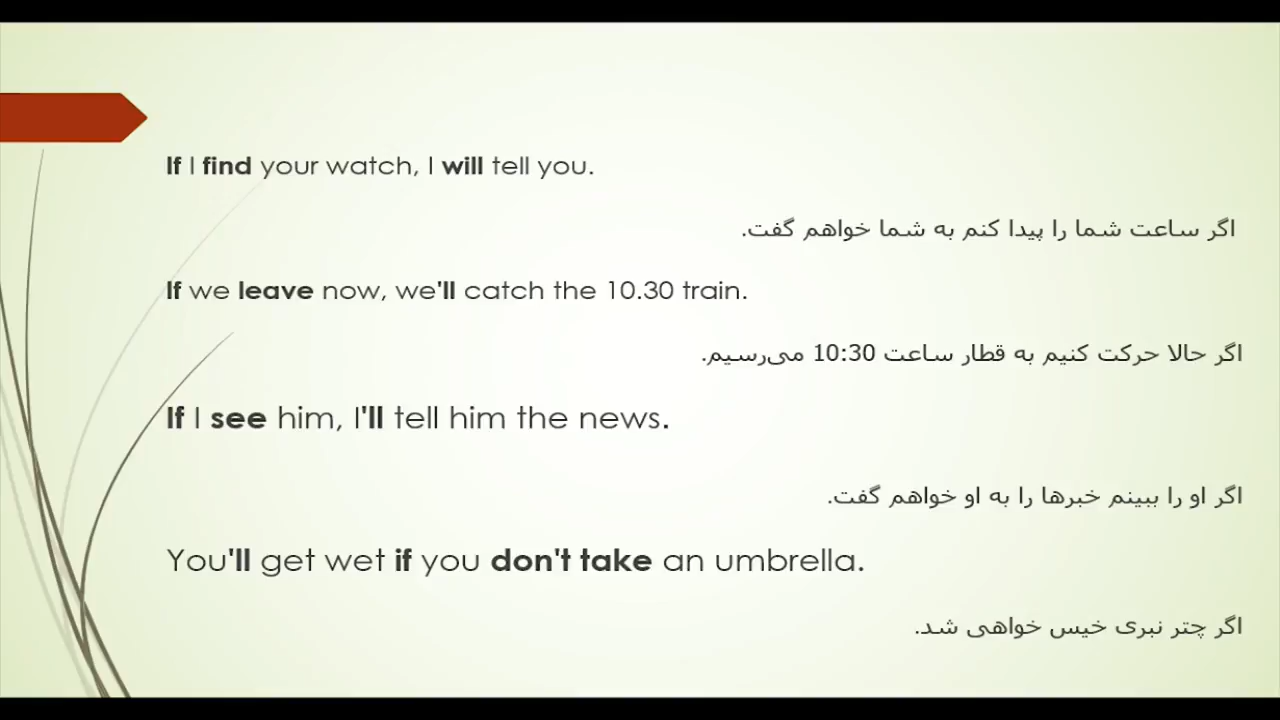 If I find your watch, I will tell you.
اگر ساعت شما را پیدا کنم به شما خواهم گفت.
If we leave now, we'll catch the 10.30 train.
اگر حالا حرکت کنیم به قطار ساعت 10:30 می‌رسیم.
If I see him, I'll tell him the news.
اگر او را ببینم خبرها را به او خواهم گفت.
You'll get wet if you don't take an umbrella.
اگر چتر نبری خیس خواهی شد.